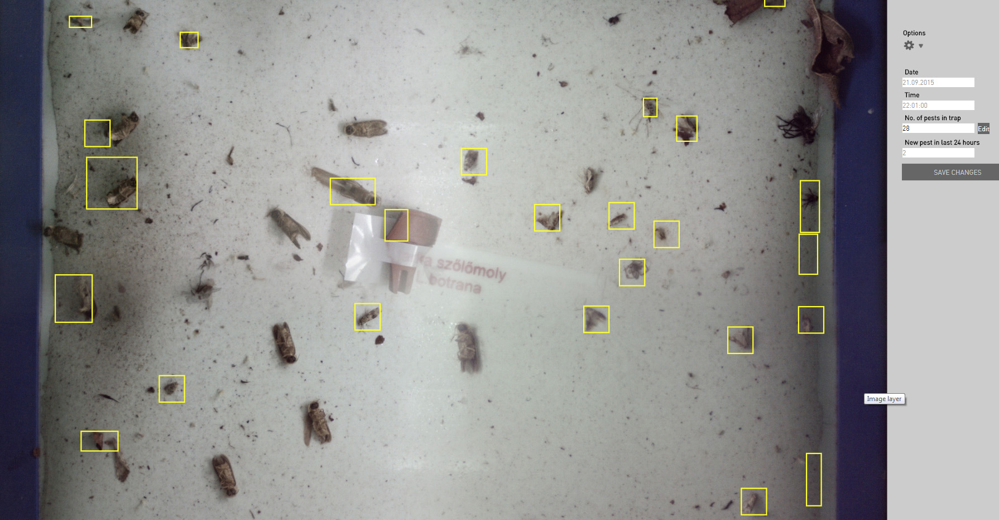 Options
Date
21.09.2015
Time
22:01:00
No. of pests in trap
28
Edit
New pest in last 24 hours
2
SAVE CHANGES
szőlőmoly
L. botrana
Image layer